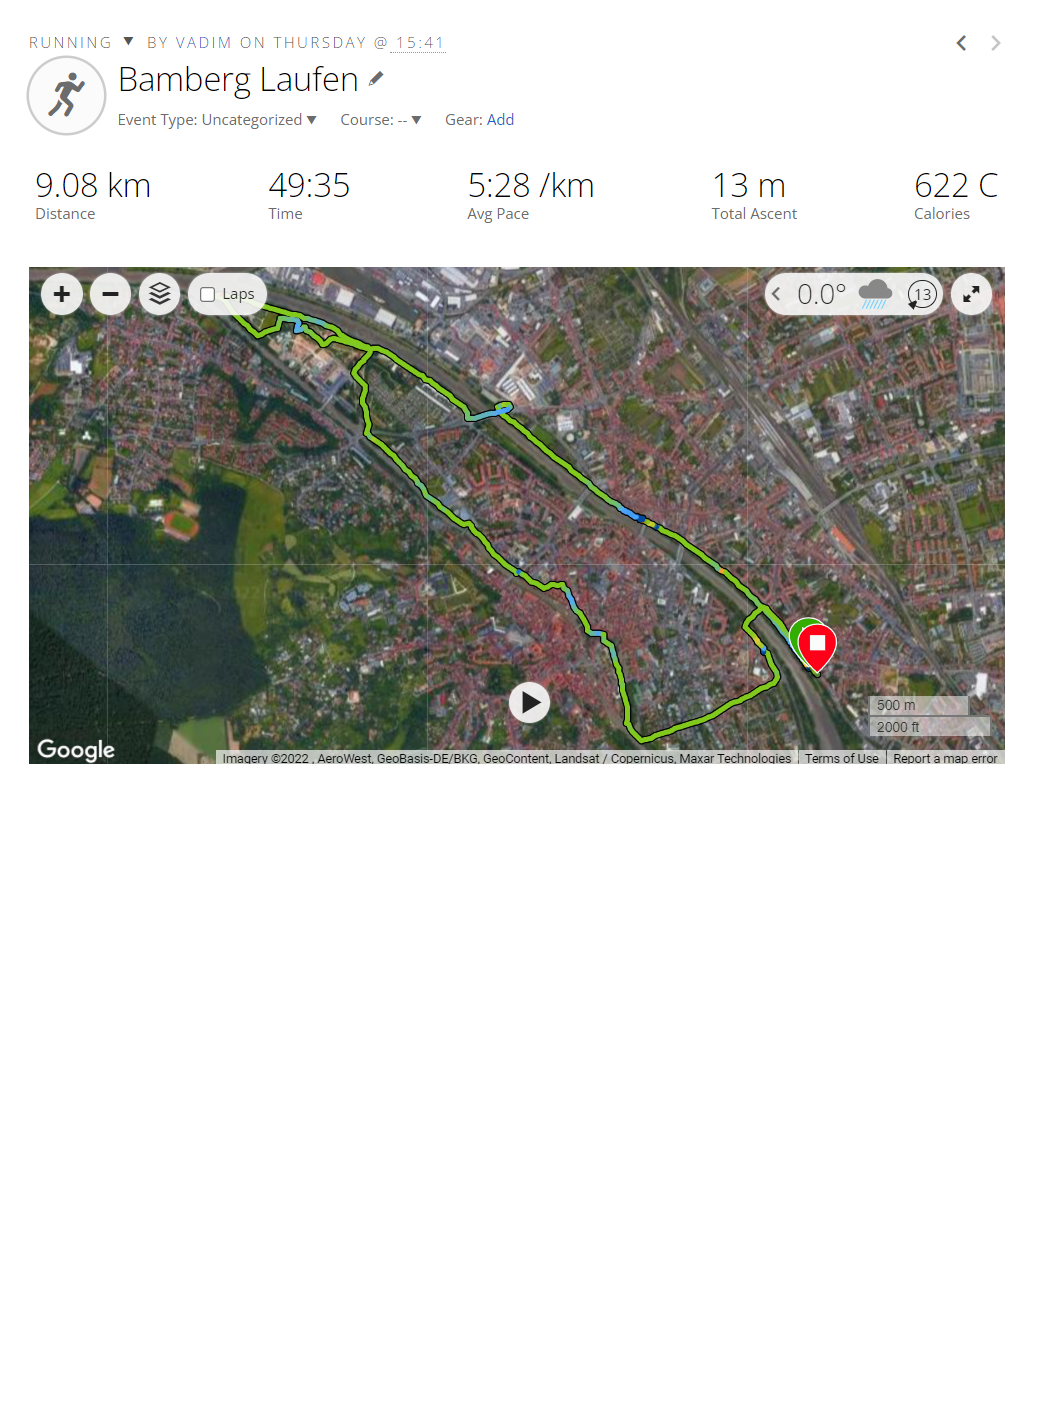 RUNNING ▼ BY VADIM ON THURSDAY @ 15:41
Bamberg Laufen
Event Type: Uncategorized ▼ Course: -- ▼ Gear: Add
9.08 km 49:35 5:28 /km 13 m 622 C
Distance Time Avg Pace Total Ascent Calories
+ − Laps 0.0° 13
500 m
2000 ft
Google
Imagery ©2022 , AeroWest, GeoBasis-DE/BKG, GeoContent, Landsat / Copernicus, Maxar Technologies Terms of Use Report a map error